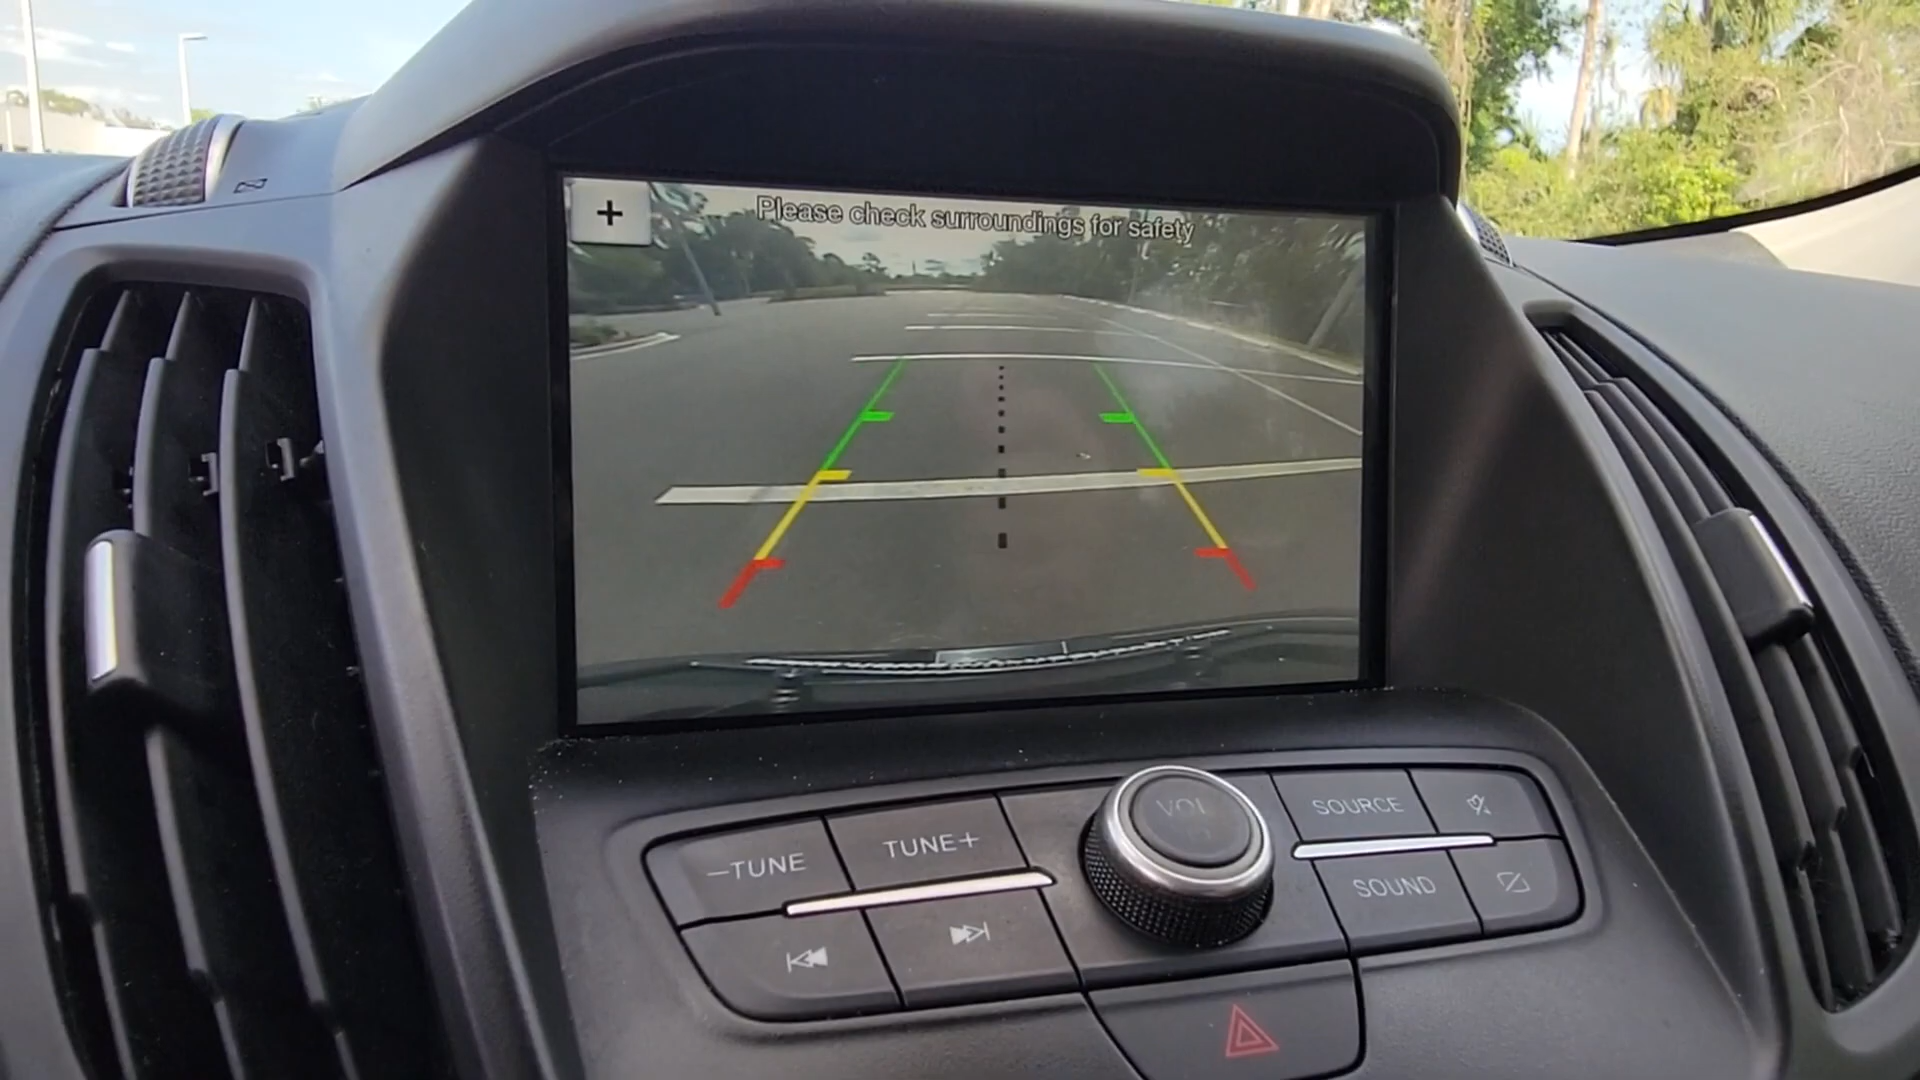 +
Please check surroundings for safety
VOL
SOURCE
–TUNE
TUNE+
SOUND